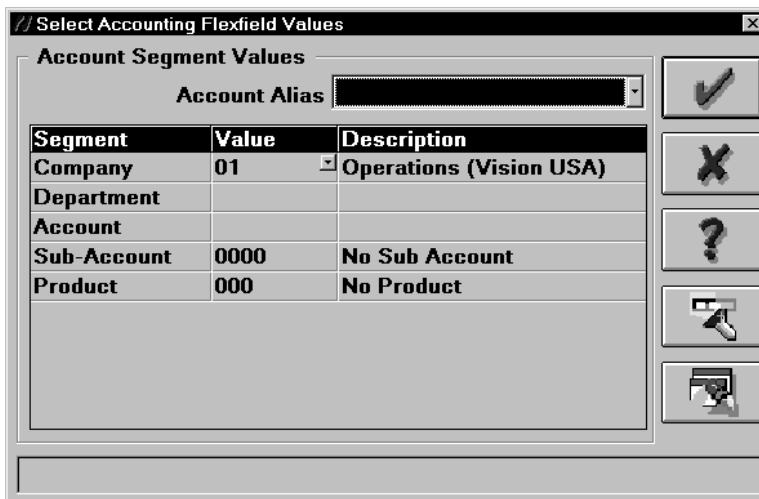 Select Accounting Flexfield Values
Account Segment Values
Account Alias
Segment Value Description
Company 01 Operations (Vision USA)
Department
Account
Sub-Account 0000 No Sub Account
Product 000 No Product